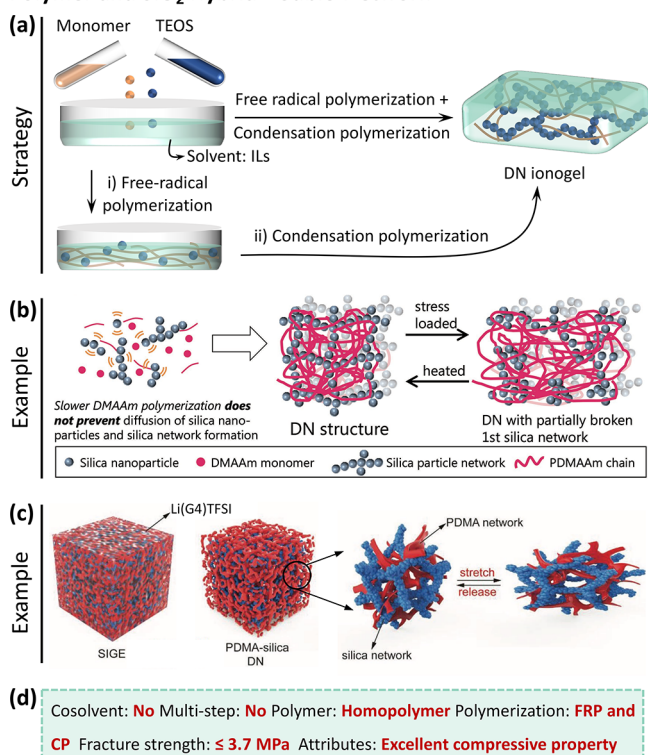 (a)
Monomer TEOS
Strategy
Free radical polymerization +
Condensation polymerization
Solvent: ILs
DN ionogel
i) Free-radical
polymerization
ii) Condensation polymerization
(b)
Example
stress
loaded
heated
Slower DMAAm polymerization does
not prevent diffusion of silica nano-
particles and silica network formation
DN structure
DN with partially broken
1st silica network
Silica nanoparticle DMAAm monomer Silica particle network PDMAAm chain
(c)
Example
Li(G4)TFSI
PDMA network
stretch
release
SIGE
PDMA-silica
DN
silica network
(d)
Cosolvent: No Multi-step: No Polymer: Homopolymer Polymerization: FRP and
CP Fracture strength: ≤ 3.7 MPa Attributes: Excellent compressive property